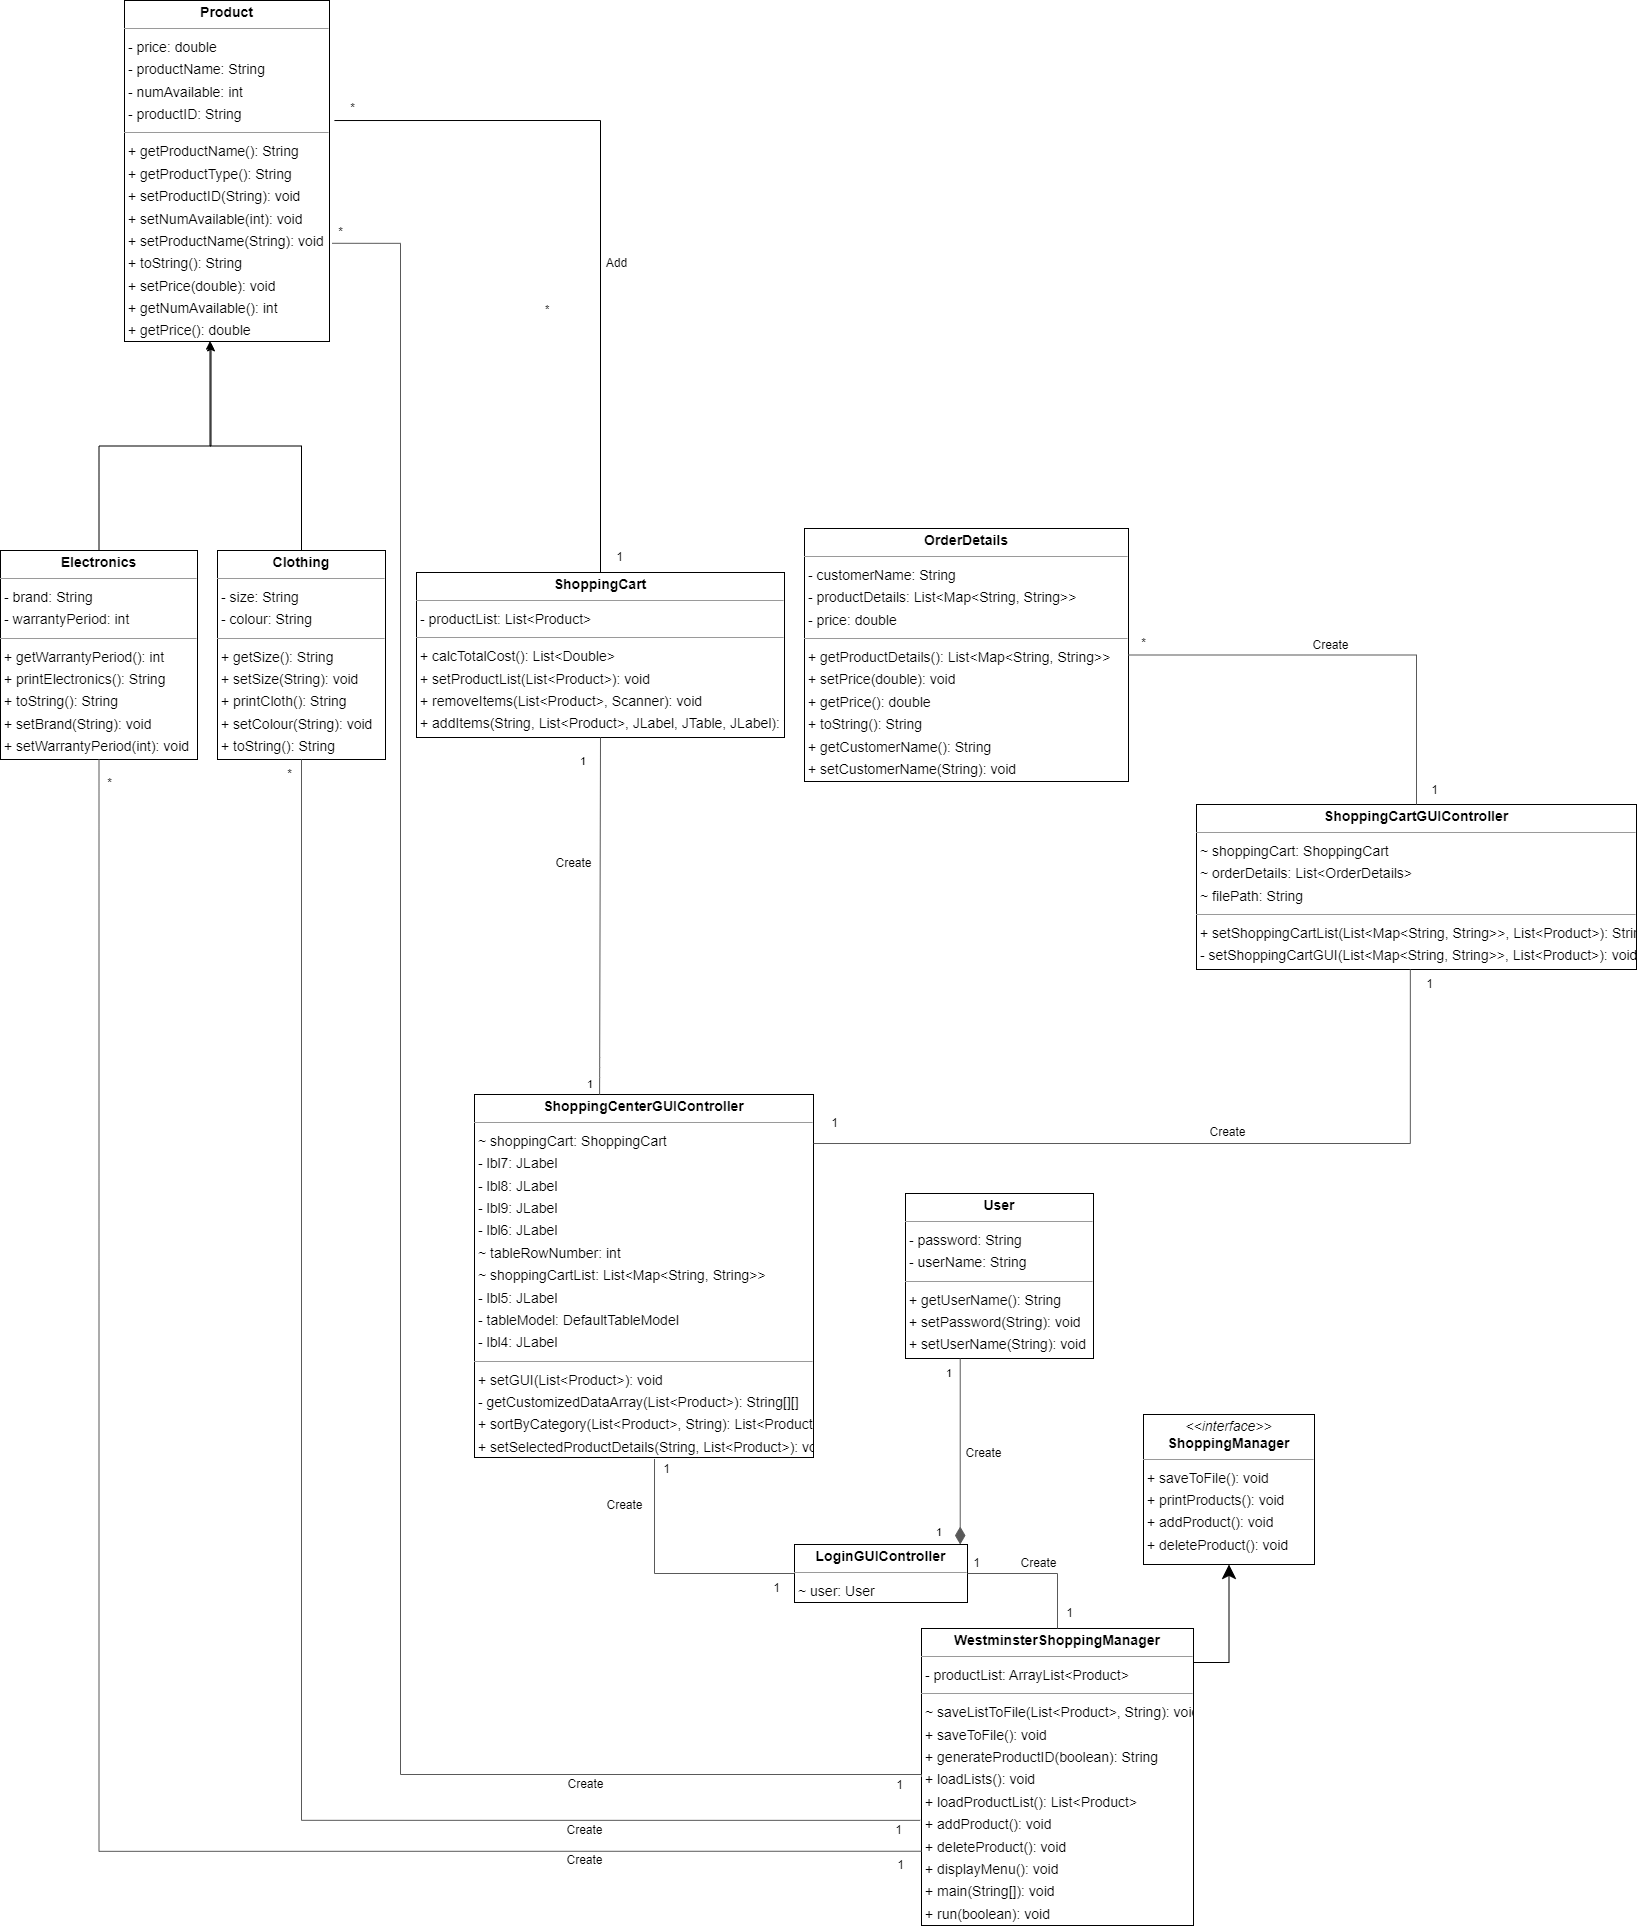 Product
- price: double
- productName: String
- numAvailable: int
- productID: String
+ getProductName(): String
+ getProductType(): String
+ setProductID(String): void
+ setNumAvailable(int): void
+ setProductName(String): void
+ toString(): String
+ setPrice(double): void
+ getNumAvailable(): int
+ getPrice(): double
*
*
Add
*
1
Electronics
- brand: String
- warrantyPeriod: int
+ getWarrantyPeriod(): int
+ printElectronics(): String
+ toString(): String
+ setBrand(String): void
+ setWarrantyPeriod(int): void
*
Clothing
- size: String
- colour: String
+ getSize(): String
+ setSize(String): void
+ printCloth(): String
+ setColour(String): void
+ toString(): String
*
ShoppingCart
- productList: List<Product>
+ calcTotalCost(): List<Double>
+ setProductList(List<Product>): void
+ removeItems(List<Product>, Scanner): void
+ addItems(String, List<Product>, JLabel, JTable, JLabel):
1
Create
1
OrderDetails
- customerName: String
- productDetails: List<Map<String, String>>
- price: double
+ getProductDetails(): List<Map<String, String>>
+ setPrice(double): void
+ getPrice(): double
+ toString(): String
+ getCustomerName(): String
+ setCustomerName(String): void
*
Create
1
ShoppingCartGUIController
~ shoppingCart: ShoppingCart
~ orderDetails: List<OrderDetails>
~ filePath: String
+ setShoppingCartList(List<Map<String, String>>, List<Product>): Strin
- setShoppingCartGUI(List<Map<String, String>>, List<Product>): void
1
Create
1
ShoppingCenterGUIController
~ shoppingCart: ShoppingCart
- lbl7: JLabel
- lbl8: JLabel
- lbl9: JLabel
- lbl6: JLabel
~ tableRowNumber: int
~ shoppingCartList: List<Map<String, String>>
- lbl5: JLabel
- tableModel: DefaultTableModel
- lbl4: JLabel
+ setGUI(List<Product>): void
- getCustomizedDataArray(List<Product>): String[][]
+ sortByCategory(List<Product>, String): List<Product
+ setSelectedProductDetails(String, List<Product>): vo
1
Create
1
User
- password: String
- userName: String
+ getUserName(): String
+ setPassword(String): void
+ setUserName(String): void
1
Create
1
LoginGUIController
~ user: User
1
Create
1
<<interface>>
ShoppingManager
+ saveToFile(): void
+ printProducts(): void
+ addProduct(): void
+ deleteProduct(): void
WestminsterShoppingManager
- productList: ArrayList<Product>
~ saveListToFile(List<Product>, String): voi
+ saveToFile(): void
+ generateProductID(boolean): String
+ loadLists(): void
+ loadProductList(): List<Product>
+ addProduct(): void
+ deleteProduct(): void
+ displayMenu(): void
+ main(String[]): void
+ run(boolean): void
Create
1
Create
1
Create
1